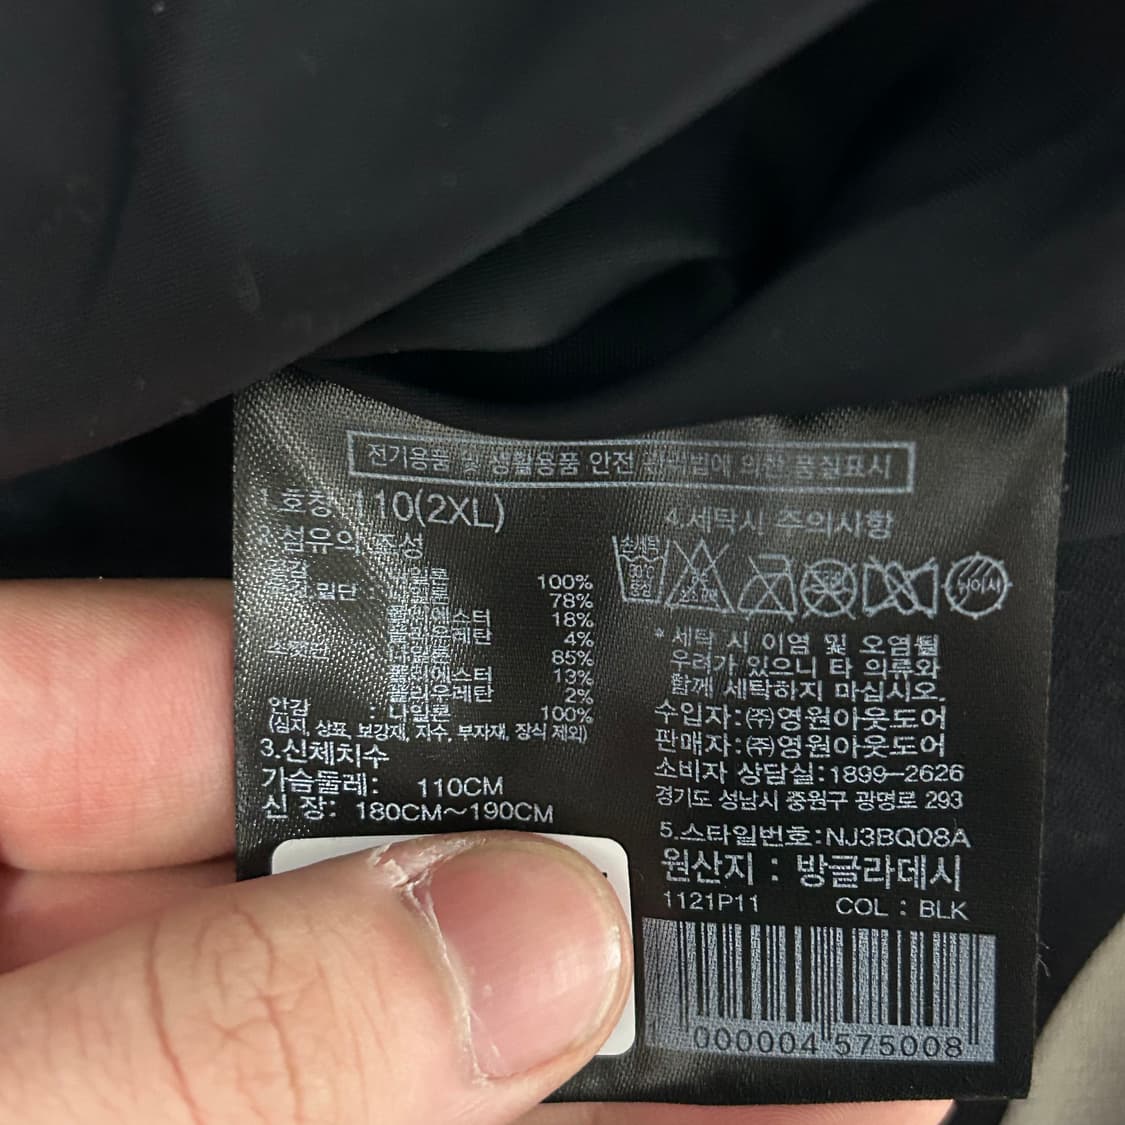 전기용품 및 생활용품 안전 관리법에 의한 품질표시
1.호칭 110(2XL)
2.섬유의 조성
겉감 : 나일론 100%
나일론 78%
폴리에스터 18%
폴리우레탄 4%
나일론 85%
폴리에스터 13%
폴리우레탄 2%
안감 : 나일론 100%
(심지, 상표, 보강재, 자수, 부자재, 장식 제외)
3.신체치수
가슴둘레: 110CM
신 장: 180CM~190CM
4.세탁시 주의사항
손세탁
30℃
중성
염소표백
뉘어서
* 세탁 시 이염 및 오염될
우려가 있으니 타 의류와
함께 세탁하지 마십시오.
수입자:㈜영원아웃도어
판매자:㈜영원아웃도어
소비자 상담실:1899-2626
경기도 성남시 중원구 광명로 293
5.스타일번호:NJ3BQ08A
원산지 : 방글라데시
1121P11 COL : BLK
000004 575008